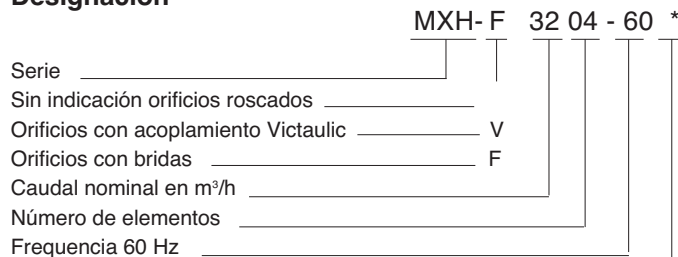 Designación
MXH- F 32 04 - 60 *
Serie
Sin indicación orificios roscados
Orificios con acoplamiento Victaulic V
Orificios con bridas F
Caudal nominal en m³/h
Número de elementos
Frequencia 60 Hz